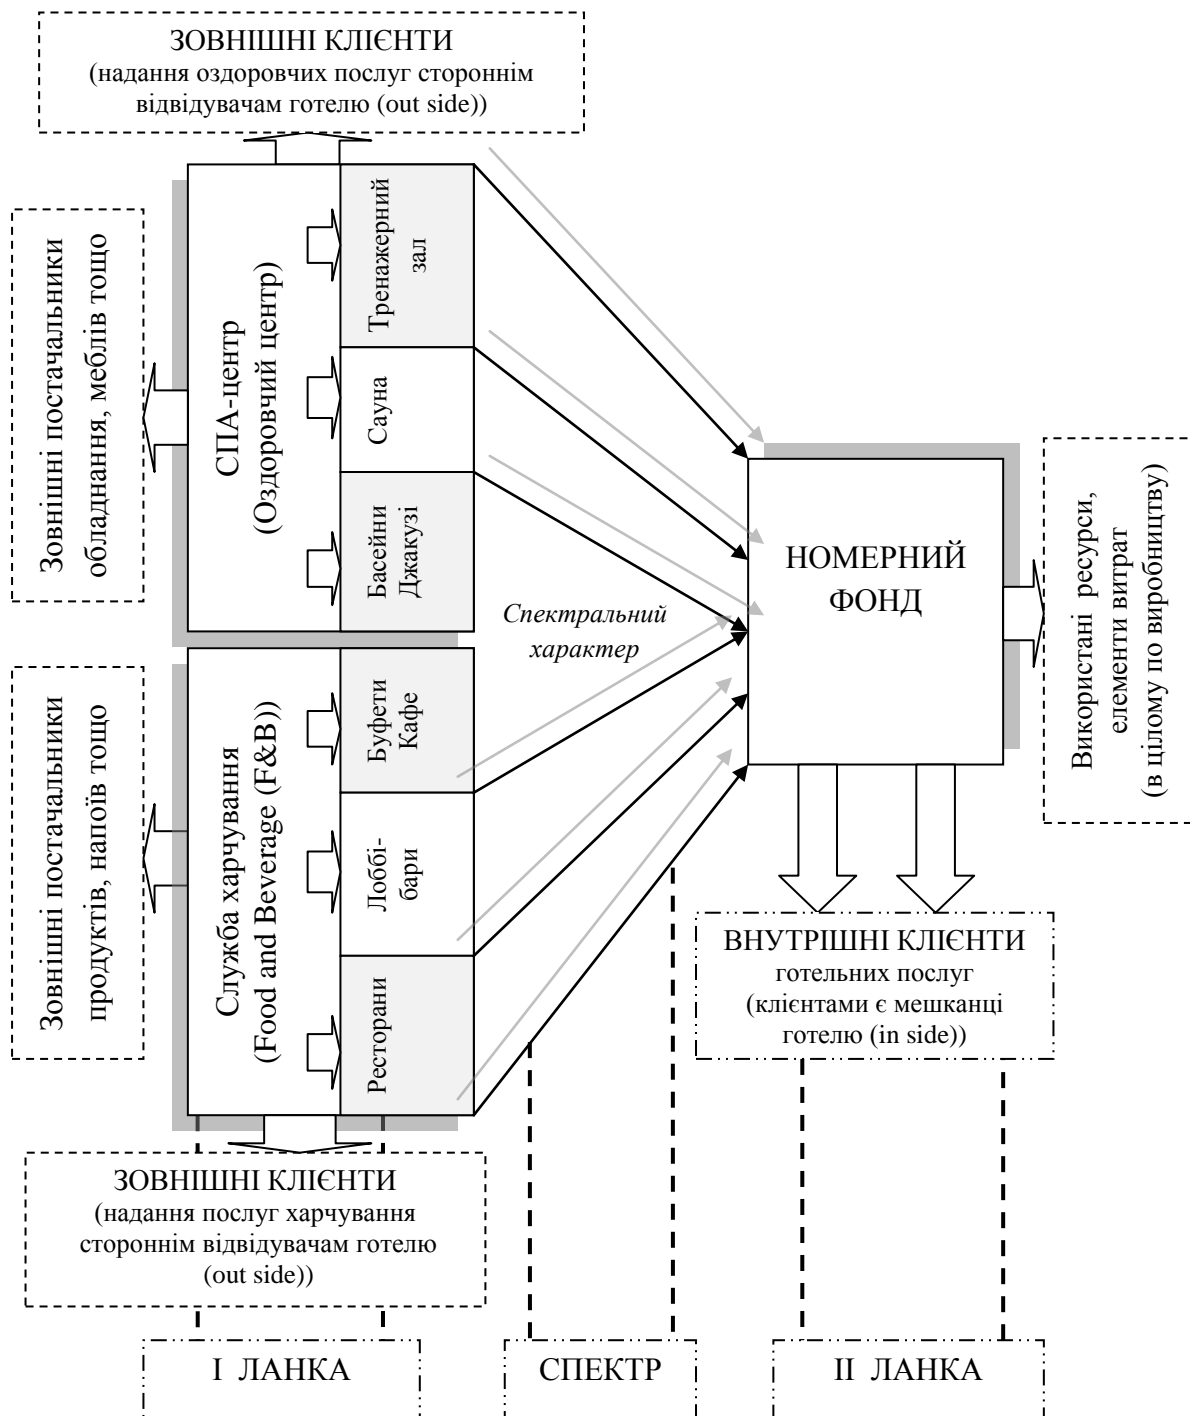 ЗОВНІШНІ КЛІЄНТИ
(надання оздоровчих послуг стороннім
відвідувачам готелю (out side))
Зовнішні постачальники
обладнання, меблів тощо
СПА-центр
(Оздоровчий центр)
Тренажерний
зал
Сауна
Басейни
Джакузі
Спектральний
характер
НОМЕРНИЙ
ФОНД
Використані ресурси,
елементи витрат
(в цілому по виробництву)
Зовнішні постачальники
продуктів, напоїв тощо
Служба харчування
(Food and Beverage (F&B))
Буфети
Кафе
Лоббі-
бари
Ресторани
ВНУТРІШНІ КЛІЄНТИ
готельних послуг
(клієнтами є мешканці
готелю (in side))
ЗОВНІШНІ КЛІЄНТИ
(надання послуг харчування
стороннім відвідувачам готелю
(out side))
І ЛАНКА
СПЕКТР
ІІ ЛАНКА